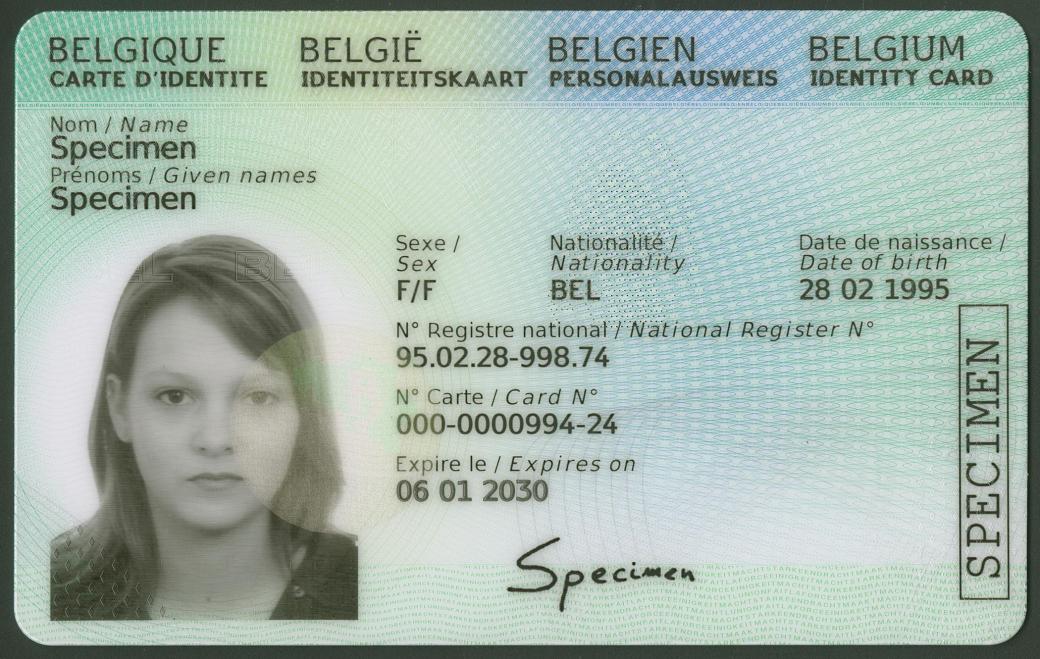 BELGIQUE BELGIË BELGIEN BELGIUM
CARTE D'IDENTITE IDENTITEITSKAART PERSONALAUSWEIS IDENTITY CARD
Nom / Name
Specimen
Prénoms / Given names
Specimen
Sexe / Nationalité / Date de naissance /
Sex Nationality Date of birth
F/F BEL 28 02 1995
N° Registre national / National Register N°
95.02.28-998.74
N° Carte / Card N°
000-0000994-24
Expire le / Expires on
06 01 2030
Specimen
SPECIMEN